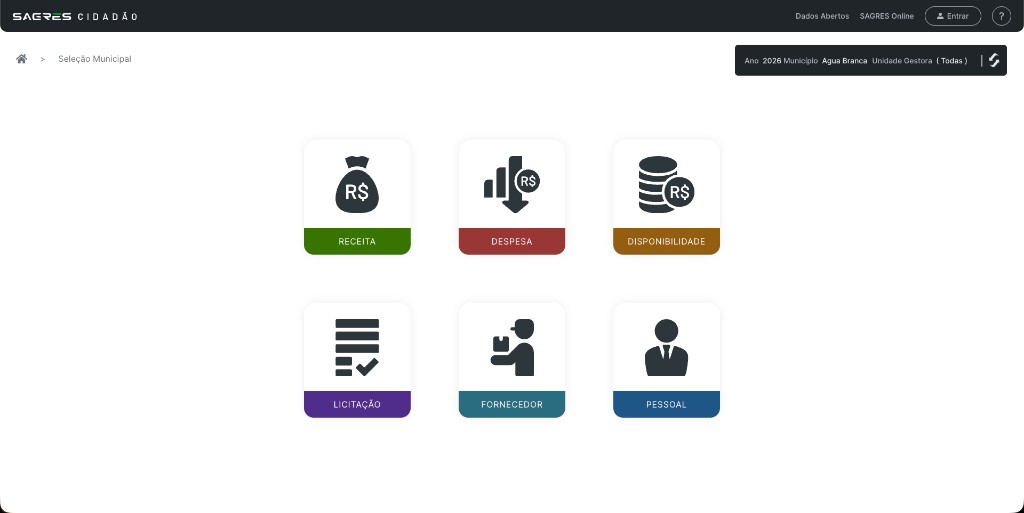 SAGRES CIDADÃO
Dados Abertos SAGRES Online Entrar ?
> Seleção Municipal
Ano 2026 Município Agua Branca Unidade Gestora ( Todas ) |
R$ R$ R$
RECEITA DESPESA DISPONIBILIDADE
LICITAÇÃO FORNECEDOR PESSOAL